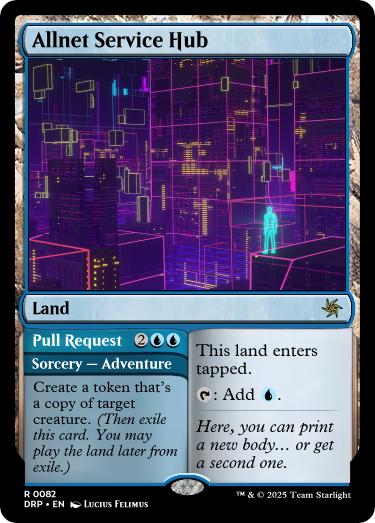 Allnet Service Hub
Land
Pull Request 2
Sorcery — Adventure
Create a token that's
a copy of target
creature. (Then exile
this card. You may
play the land later from
exile.)
This land enters
tapped.
: Add .
Here, you can print
a new body... or get
a second one.
R 0082
DRP • EN Lucius Felimus
™ & © 2025 Team Starlight